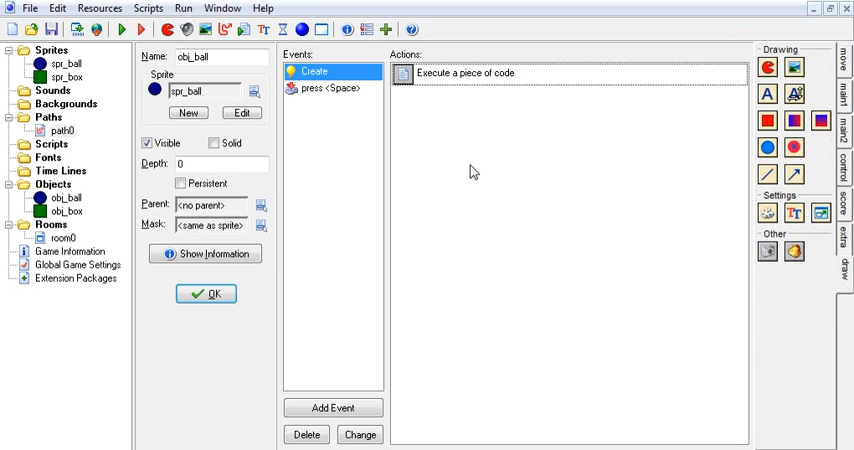 File Edit Resources Scripts Run Window Help
Sprites
spr_ball
spr_box
Sounds
Backgrounds
Paths
path0
Scripts
Fonts
Time Lines
Objects
obj_ball
obj_box
Rooms
room0
Game Information
Global Game Settings
Extension Packages
Name: obj_ball
Sprite
spr_ball
New Edit
Visible Solid
Depth: 0
Persistent
Parent: <no parent>
Mask: <same as sprite>
Show Information
OK
Events:
Create
press <Space>
Add Event
Delete Change
Actions:
Execute a piece of code
Drawing
Settings
Other
move
main1
main2
control
score
extra
draw